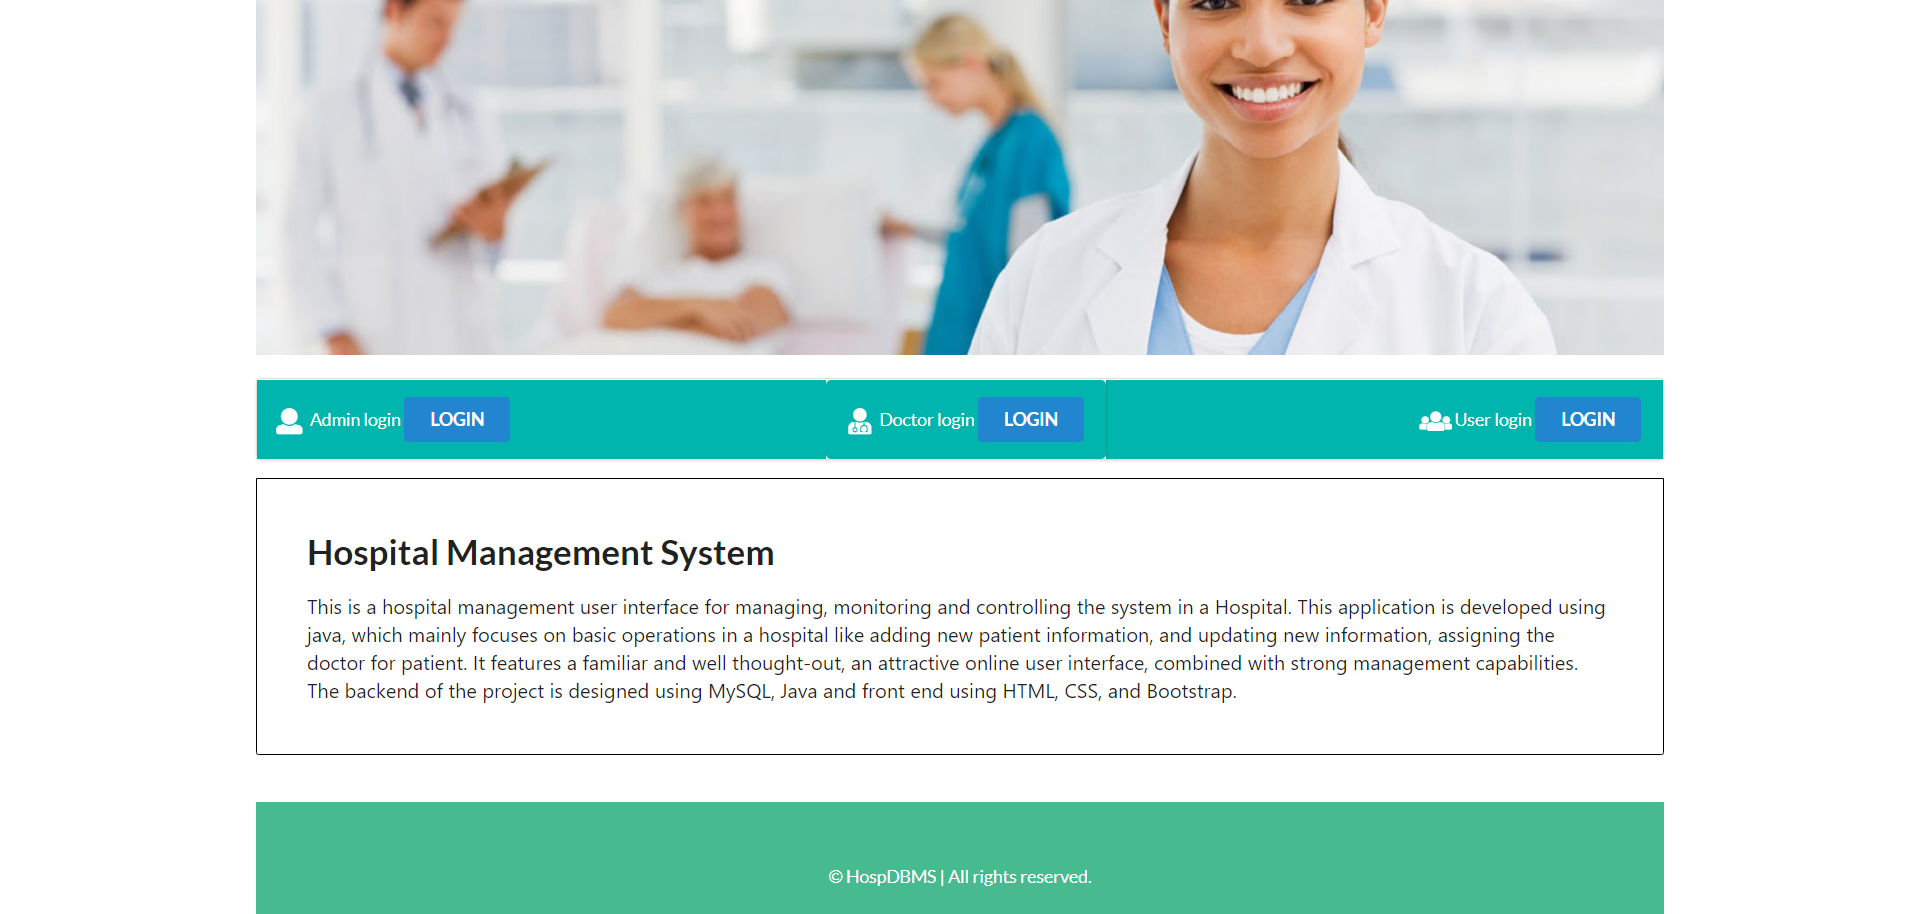 Admin login LOGIN Doctor login LOGIN User login LOGIN
Hospital Management System
This is a hospital management user interface for managing, monitoring and controlling the system in a Hospital. This application is developed using
java, which mainly focuses on basic operations in a hospital like adding new patient information, and updating new information, assigning the
doctor for patient. It features a familiar and well thought-out, an attractive online user interface, combined with strong management capabilities.
The backend of the project is designed using MySQL, Java and front end using HTML, CSS, and Bootstrap.
© HospDBMS | All rights reserved.